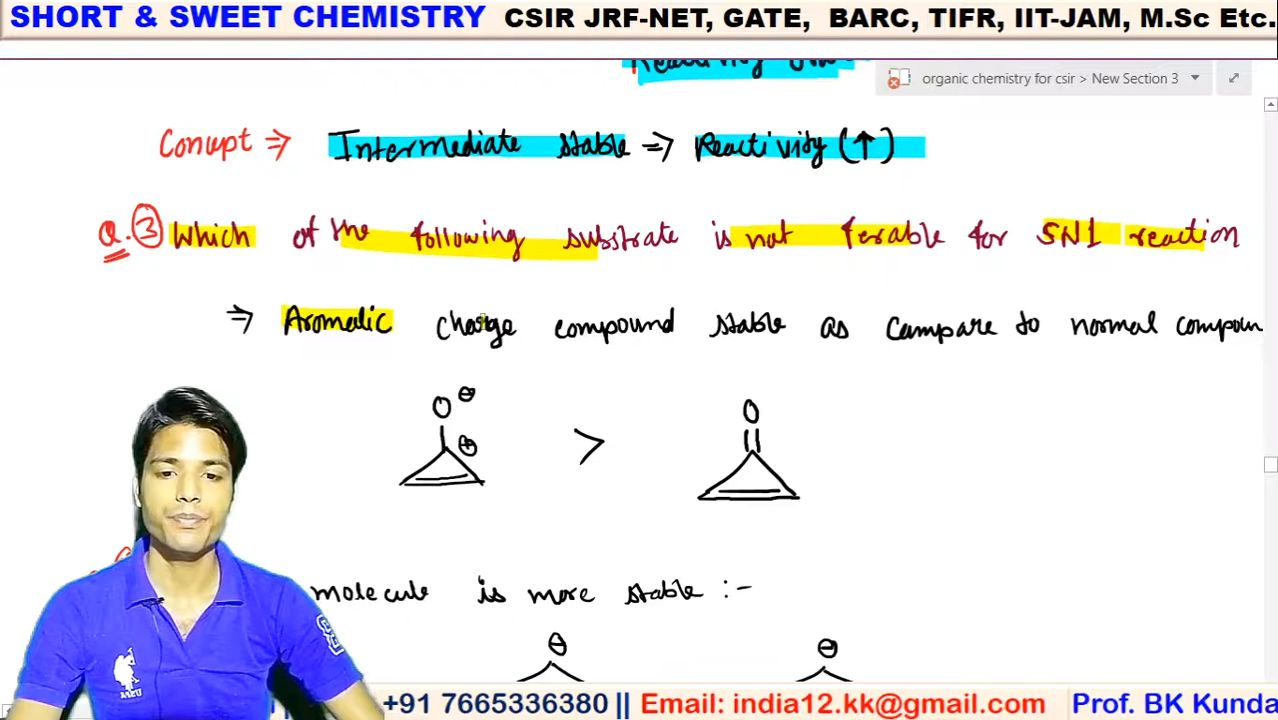 SHORT & SWEET CHEMISTRY CSIR JRF-NET, GATE, BARC, TIFR, IIT-JAM, M.Sc Etc.
organic chemistry for csir > New Section 3
Concept ⇒ Intermediate stable ⇒ Reactivity (↑)
Q.③ Which of the following substrate is not ferable for SN1 reaction
⇒ Aromatic charge compound stable as campare to normal compoun
O ⊖ ⊕ > O
molecule is more stable :-
⊖ ⊖
+91 7665336380 || Email: india12.kk@gmail.com Prof. BK Kunda